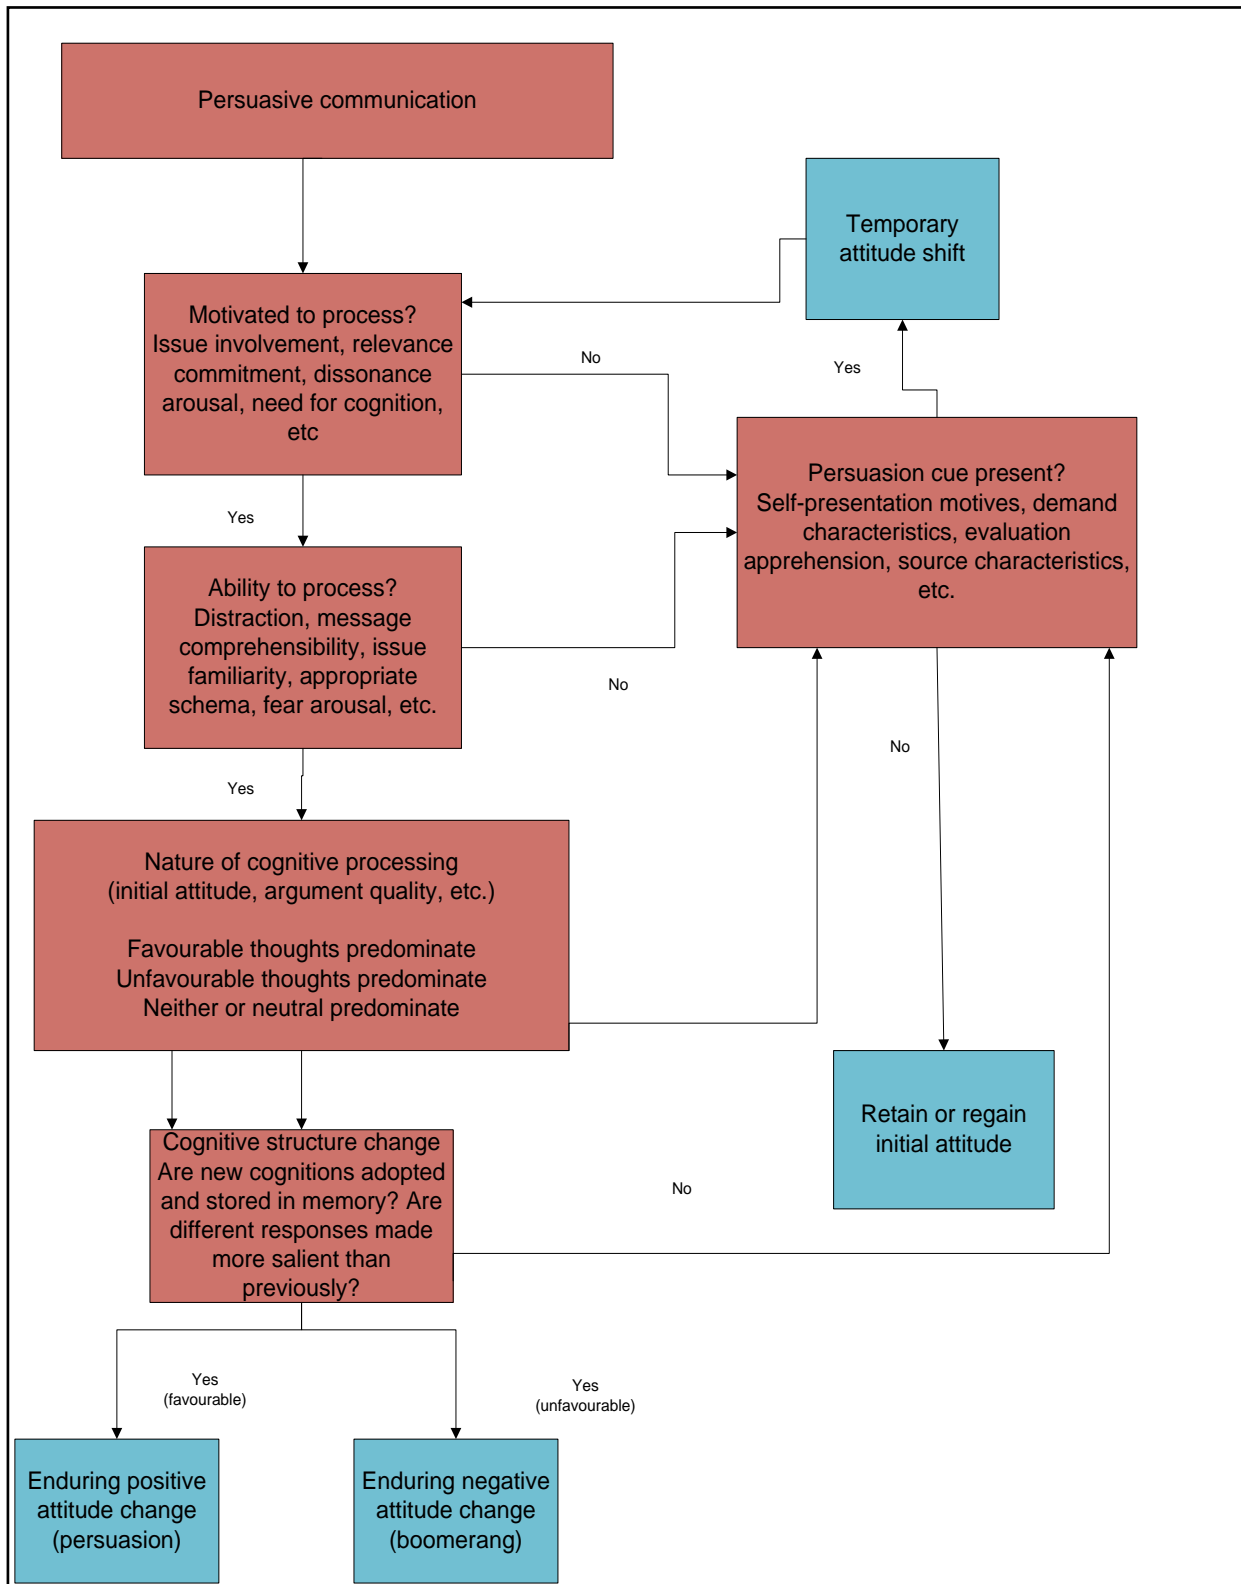 Persuasive communication
Temporary
attitude shift
Motivated to process?
Issue involvement, relevance
commitment, dissonance
arousal, need for cognition,
etc
No
Yes
Persuasion cue present?
Self-presentation motives, demand
characteristics, evaluation
apprehension, source characteristics,
etc.
Yes
Ability to process?
Distraction, message
comprehensibility, issue
familiarity, appropriate
schema, fear arousal, etc.
No
No
Yes
Nature of cognitive processing
(initial attitude, argument quality, etc.)
Favourable thoughts predominate
Unfavourable thoughts predominate
Neither or neutral predominate
Retain or regain
initial attitude
Cognitive structure change
Are new cognitions adopted
and stored in memory? Are
different responses made
more salient than
previously?
No
Yes
(favourable)
Yes
(unfavourable)
Enduring positive
attitude change
(persuasion)
Enduring negative
attitude change
(boomerang)